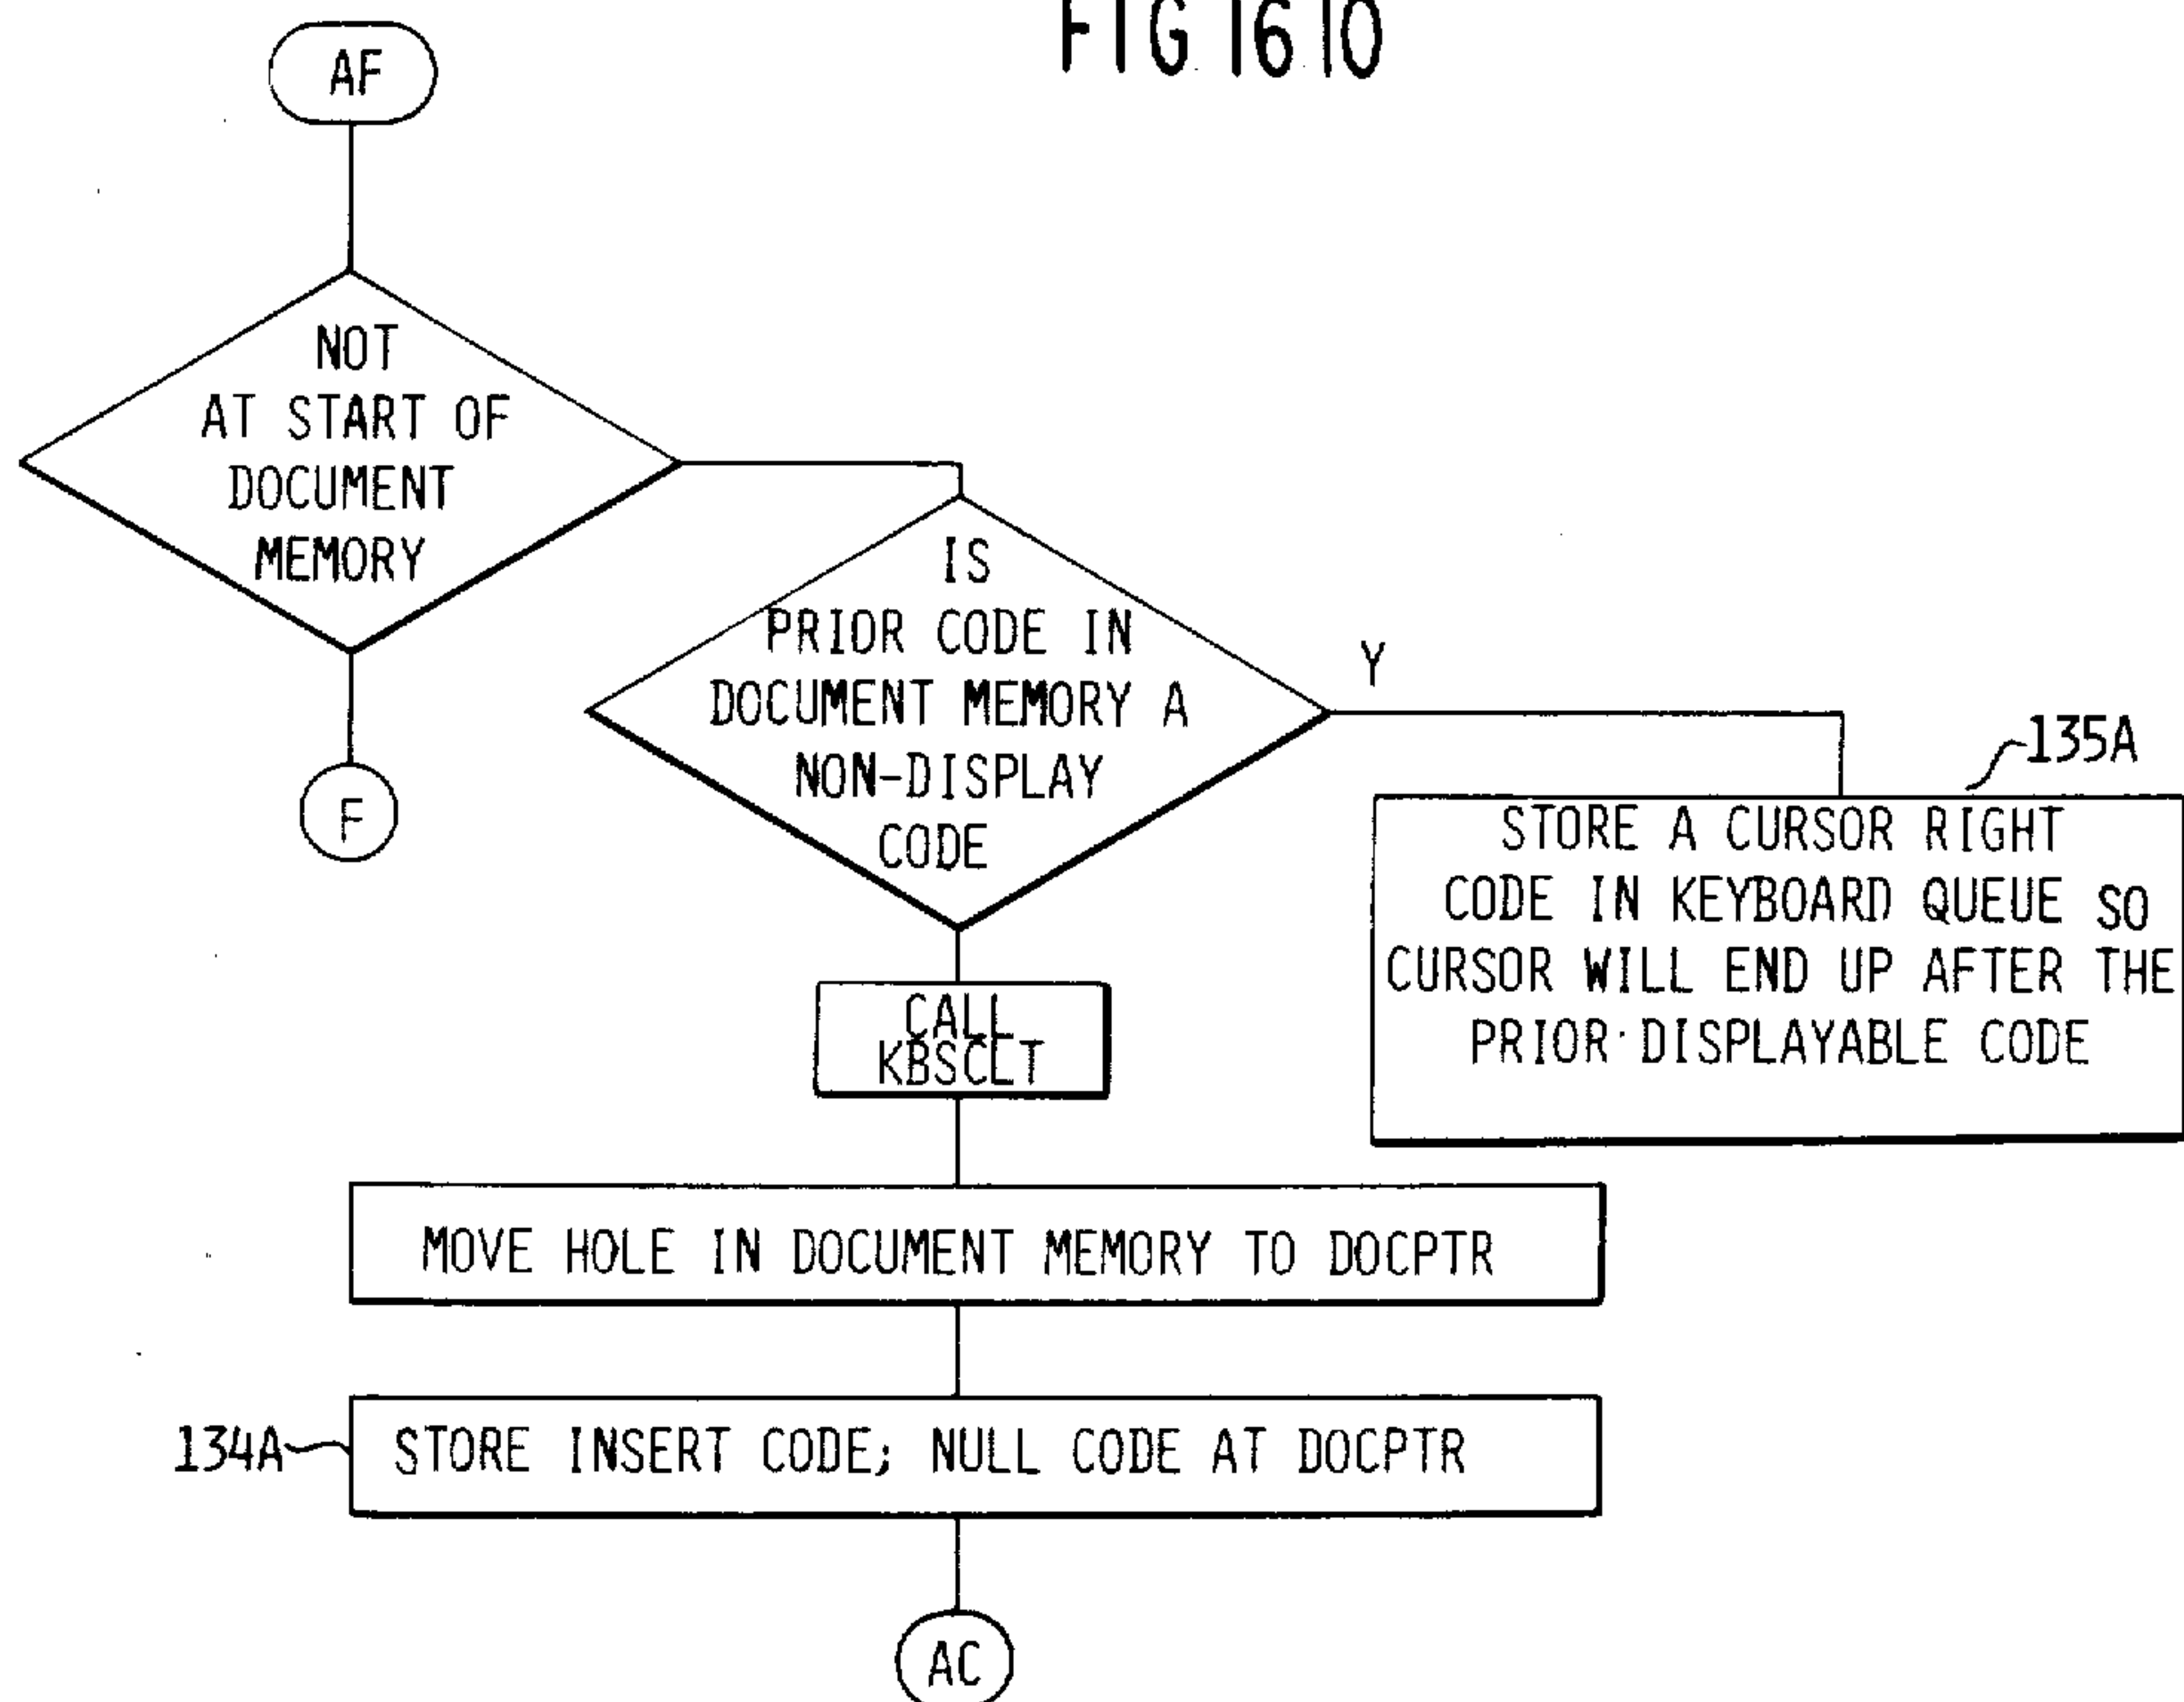 FIG 16 10
AF
NOT
AT START OF
DOCUMENT
MEMORY
F
IS
PRIOR CODE IN
DOCUMENT MEMORY A
NON-DISPLAY
CODE
Y
135A
STORE A CURSOR RIGHT
CODE IN KEYBOARD QUEUE SO
CURSOR WILL END UP AFTER THE
PRIOR DISPLAYABLE CODE
CALL
KBSCLT
MOVE HOLE IN DOCUMENT MEMORY TO DOCPTR
134A
STORE INSERT CODE; NULL CODE AT DOCPTR
AC